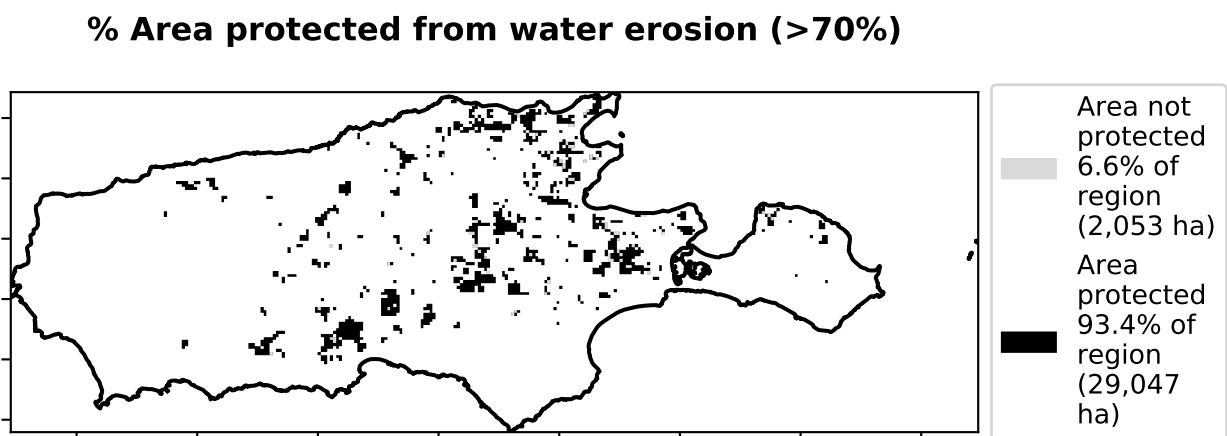 % Area protected from water erosion (>70%)
Area not
protected
6.6% of
region
(2,053 ha)
Area
protected
93.4% of
region
(29,047
ha)